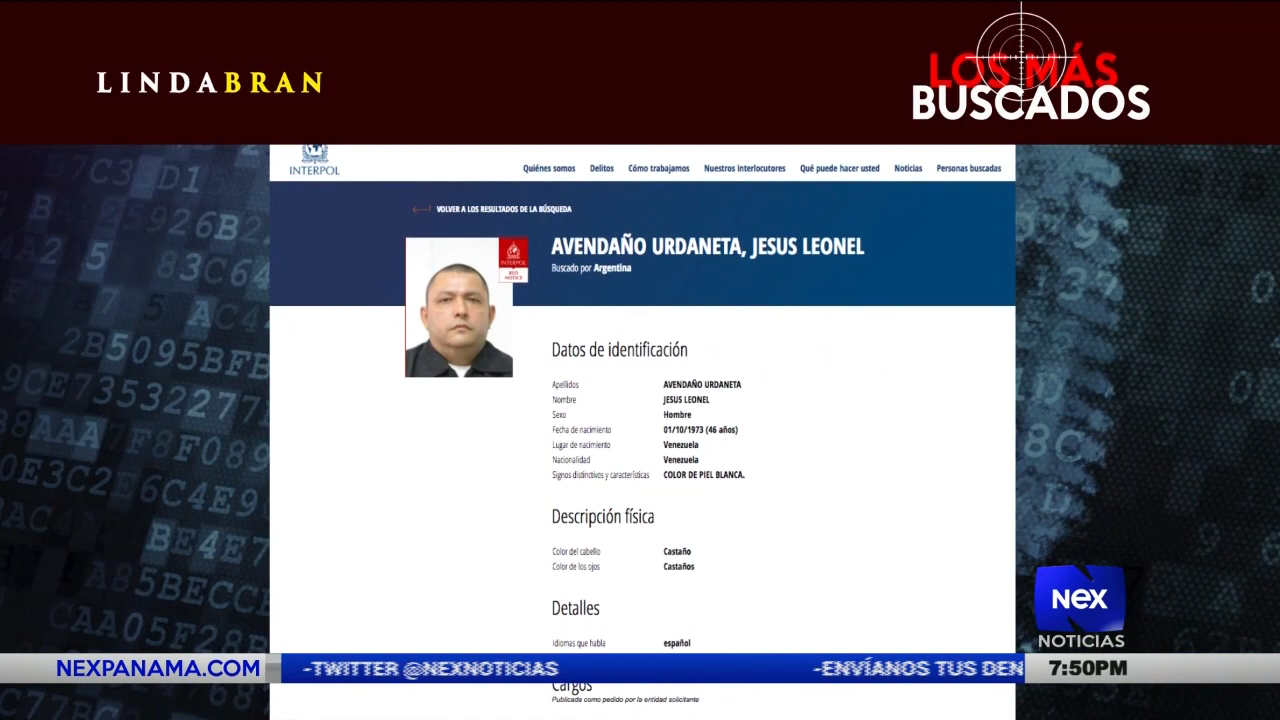 LINDABRAN
LOS MÁS
BUSCADOS
INTERPOL
Quiénes somos Delitos Cómo trabajamos Nuestros interlocutores Qué puede hacer usted Noticias Personas buscadas
VOLVER A LOS RESULTADOS DE LA BÚSQUEDA
INTERPOL
RED
NOTICE
AVENDAÑO URDANETA, JESUS LEONEL
Buscado por Argentina
Datos de identificación
Apellidos AVENDAÑO URDANETA
Nombre JESUS LEONEL
Sexo Hombre
Fecha de nacimiento 01/10/1973 (46 años)
Lugar de nacimiento Venezuela
Nacionalidad Venezuela
Signos distintivos y características COLOR DE PIEL BLANCA.
Descripción física
Color del cabello Castaño
Color de los ojos Castaños
Detalles
Idiomas que habla español
nex
NOTICIAS
NEXPANAMA.COM -TWITTER @NEXNOTICIAS -ENVÍANOS TUS DEN 7:50PM
Cargos
Publicada como pedido por la entidad solicitante